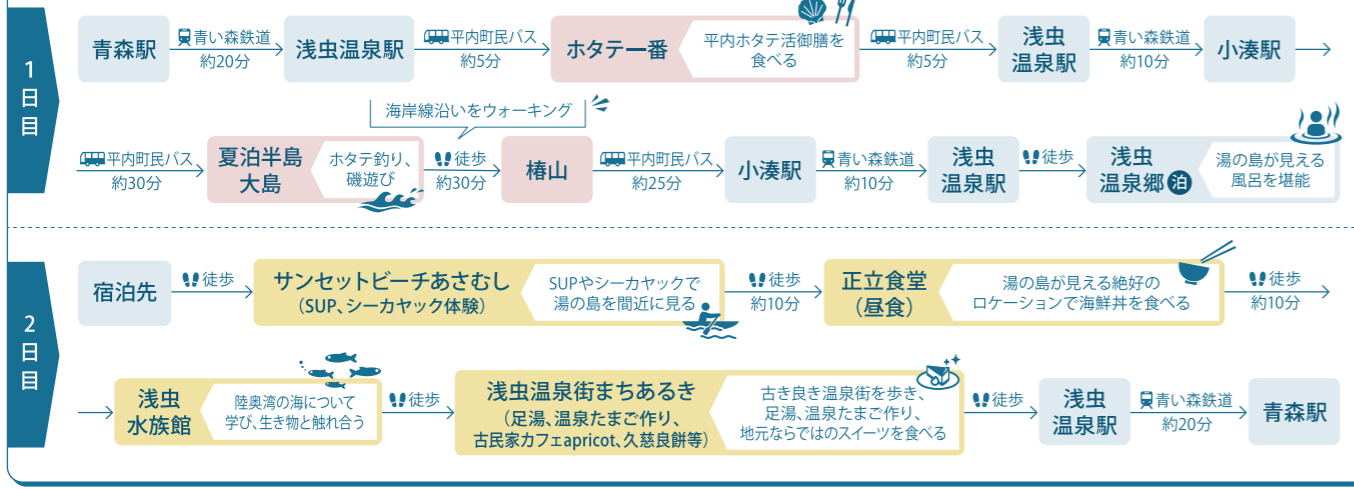 1日目
青森駅
青い森鉄道
約20分
浅虫温泉駅
平内町民バス
約5分
ホタテ一番
平内ホタテ活御膳を
食べる
平内町民バス
約5分
浅虫
温泉駅
青い森鉄道
約10分
小湊駅
平内町民バス
約30分
夏泊半島
大島
ホタテ釣り、
磯遊び
海岸線沿いをウォーキング
徒歩
約30分
椿山
平内町民バス
約25分
小湊駅
青い森鉄道
約10分
浅虫
温泉駅
徒歩
浅虫
温泉郷 泊
湯の島が見える
風呂を堪能
2日目
宿泊先
徒歩
サンセットビーチあさむし
（SUP、シーカヤック体験）
SUPやシーカヤックで
湯の島を間近に見る
徒歩
約10分
正立食堂
（昼食）
湯の島が見える絶好の
ロケーションで海鮮丼を食べる
徒歩
約10分
浅虫
水族館
陸奥湾の海について
学び、生き物と触れ合う
徒歩
浅虫温泉街まちあるき
（足湯、温泉たまご作り、
古民家カフェapricot、久慈良餅等）
古き良き温泉街を歩き、
足湯、温泉たまご作り、
地元ならではのスイーツを食べる
徒歩
浅虫
温泉駅
青い森鉄道
約20分
青森駅